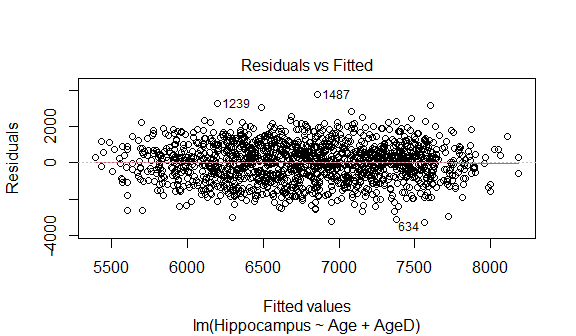 Residuals vs Fitted
Residuals
2000
0
-4000
1239
1487
634
5500 6000 6500 7000 7500 8000
Fitted values
lm(Hippocampus ~ Age + AgeD)